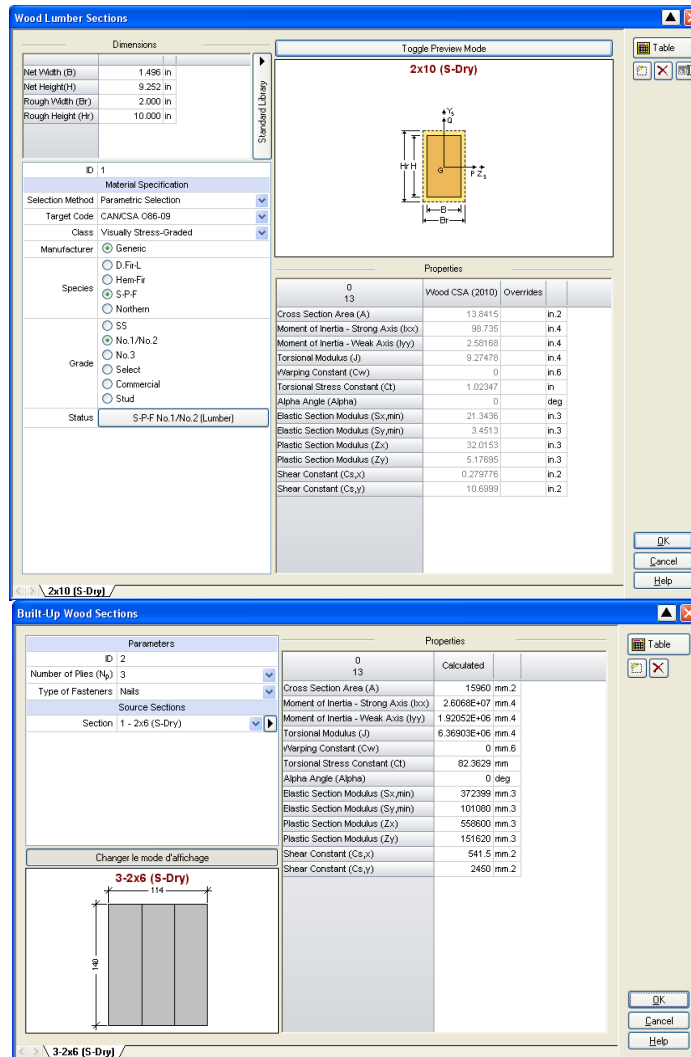 Wood Lumber Sections
Dimensions
Net Width (B) 1.496 in
Net Height(H) 9.252 in
Rough Width (Br) 2.000 in
Rough Height (Hr) 10.000 in
Standard Library
ID 1
Material Specification
Selection Method Parametric Selection
Target Code CAN/CSA O86-09
Class Visually Stress-Graded
Manufacturer Generic
Species
D.Fir-L
Hem-Fir
S-P-F
Northern
Grade
SS
No.1/No.2
No.3
Select
Commercial
Stud
Status S-P-F No.1/No.2 (Lumber)
Toggle Preview Mode
2x10 (S-Dry)
Ys
Q
Hr H
G
P Zs
B
Br
Properties
0
13
Wood CSA (2010) Overrides
Cross Section Area (A) 13.8415 in.2
Moment of Inertia - Strong Axis (Ixx) 98.735 in.4
Moment of Inertia - Weak Axis (Iyy) 2.58168 in.4
Torsional Modulus (J) 9.27478 in.4
Warping Constant (Cw) 0 in.6
Torsional Stress Constant (Ct) 1.02347 in
Alpha Angle (Alpha) 0 deg
Elastic Section Modulus (Sx,min) 21.3436 in.3
Elastic Section Modulus (Sy,min) 3.4513 in.3
Plastic Section Modulus (Zx) 32.0153 in.3
Plastic Section Modulus (Zy) 5.17695 in.3
Shear Constant (Cs,x) 0.279776 in.2
Shear Constant (Cs,y) 10.6999 in.2
Table
OK
Cancel
Help
2x10 (S-Dry)
Built-Up Wood Sections
Parameters
ID 2
Number of Plies (Np) 3
Type of Fasteners Nails
Source Sections
Section 1 - 2x6 (S-Dry)
Changer le mode d'affichage
3-2x6 (S-Dry)
114
140
Properties
0
13
Calculated
Cross Section Area (A) 15960 mm.2
Moment of Inertia - Strong Axis (Ixx) 2.6068E+07 mm.4
Moment of Inertia - Weak Axis (Iyy) 1.92052E+06 mm.4
Torsional Modulus (J) 6.36903E+06 mm.4
Warping Constant (Cw) 0 mm.6
Torsional Stress Constant (Ct) 82.3629 mm
Alpha Angle (Alpha) 0 deg
Elastic Section Modulus (Sx,min) 372399 mm.3
Elastic Section Modulus (Sy,min) 101080 mm.3
Plastic Section Modulus (Zx) 558600 mm.3
Plastic Section Modulus (Zy) 151620 mm.3
Shear Constant (Cs,x) 541.5 mm.2
Shear Constant (Cs,y) 2450 mm.2
Table
OK
Cancel
Help
3-2x6 (S-Dry)